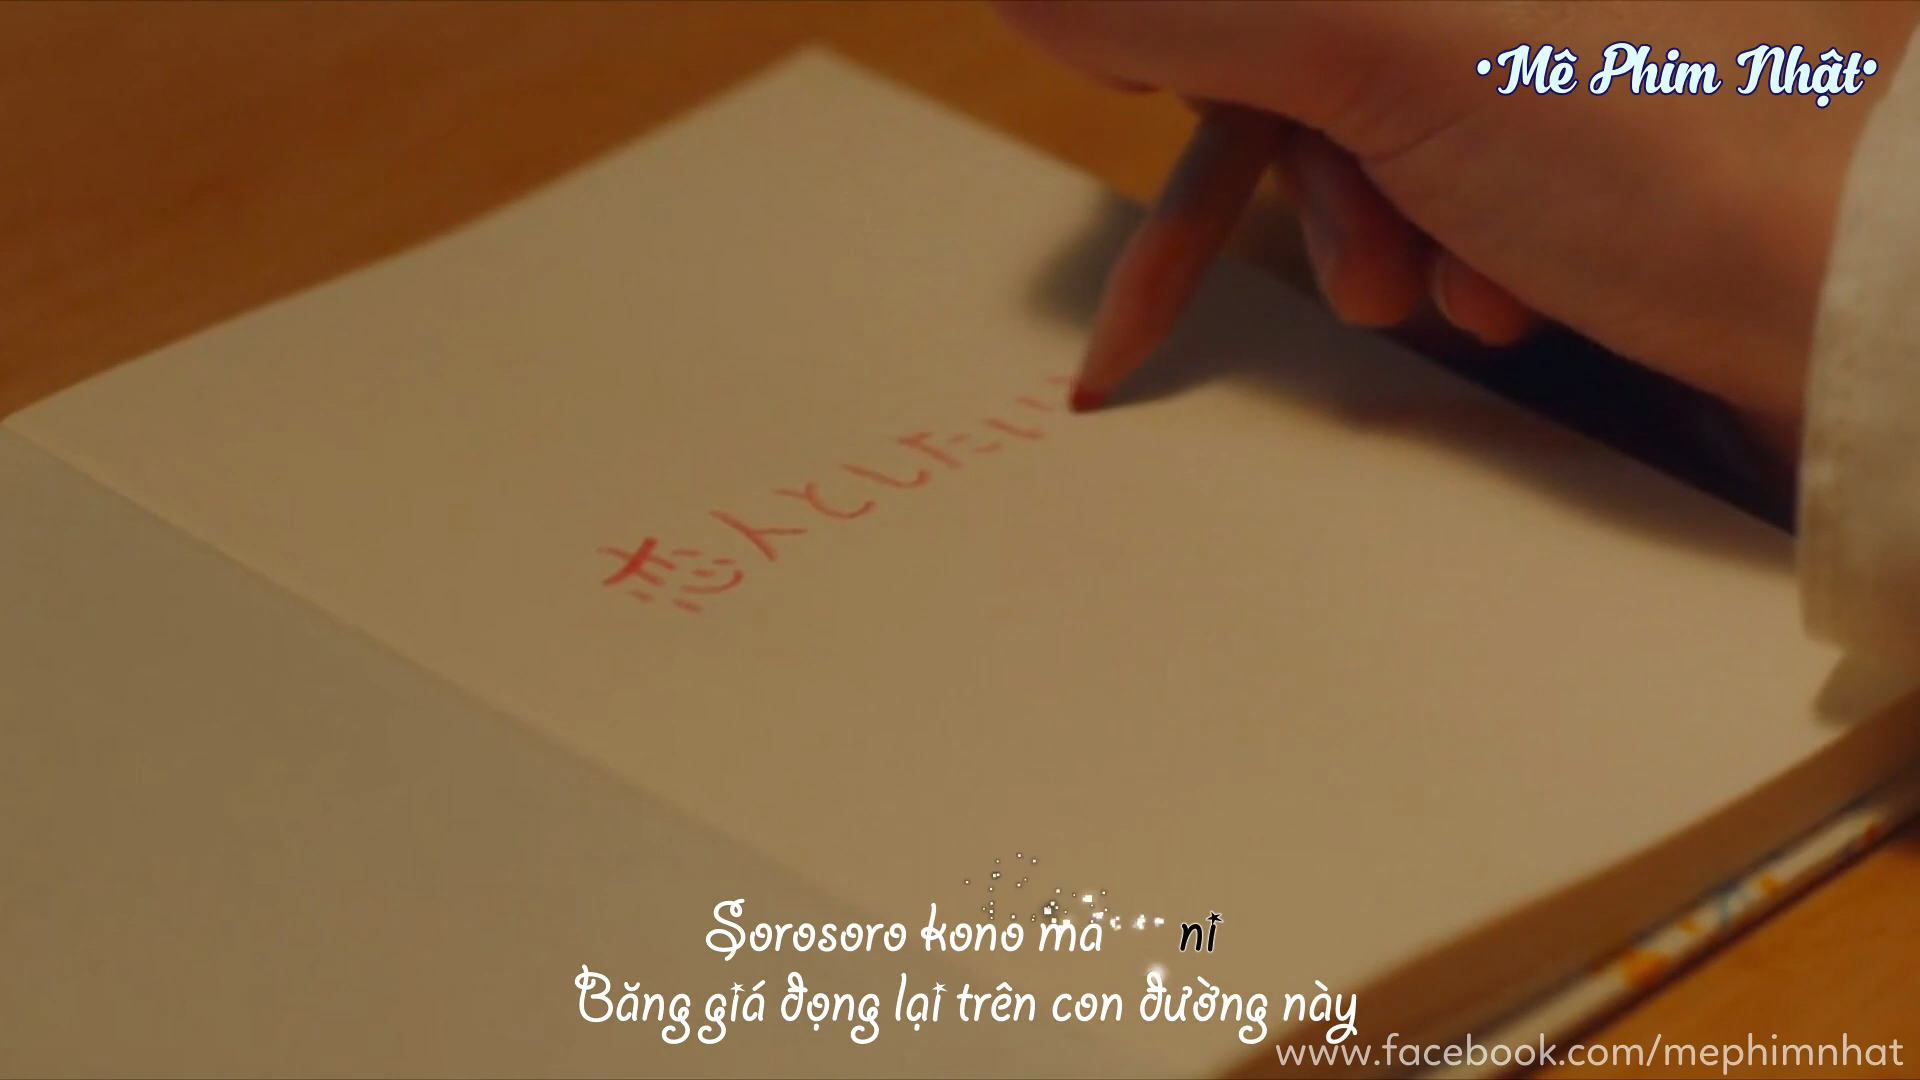 •Mê Phim Nhật•
恋人としたいこ
Sorosoro kono ma ni
Băng giá đọng lại trên con đường này
www.facebook.com/mephimnhat